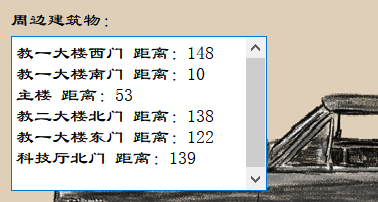 周边建筑物：
教一大楼西门 距离：148
教一大楼南门 距离：10
主楼 距离：53
教二大楼北门 距离：138
教一大楼东门 距离：122
科技厅北门 距离：139